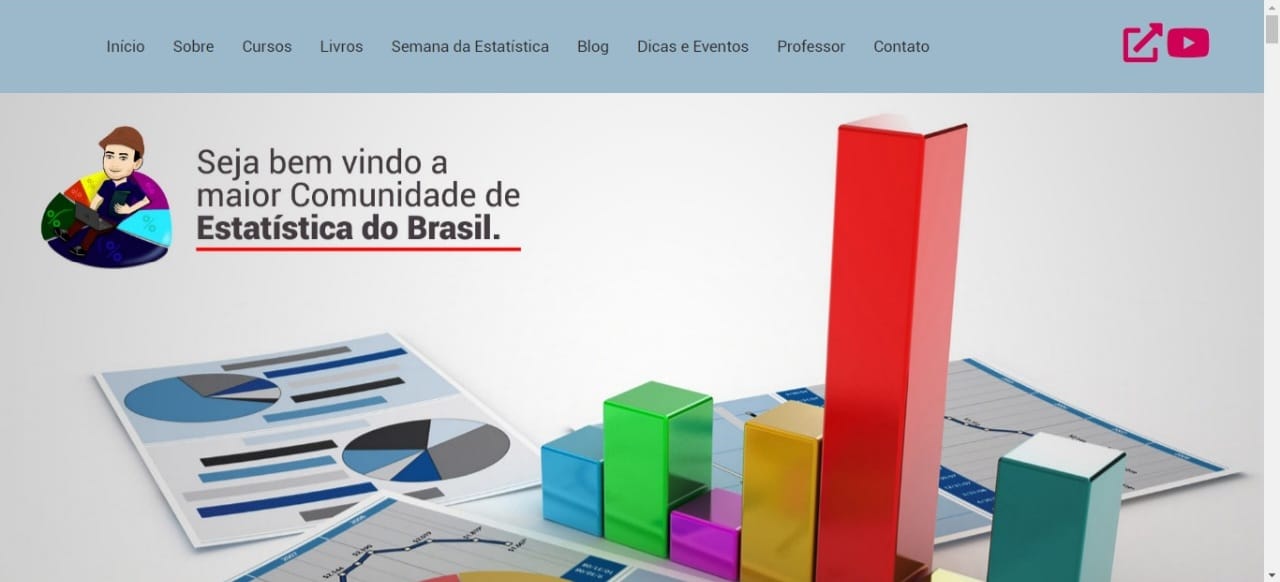 Início
Sobre
Cursos
Livros
Semana da Estatística
Blog
Dicas e Eventos
Professor
Contato
Seja bem vindo a
maior Comunidade de
Estatística do Brasil.